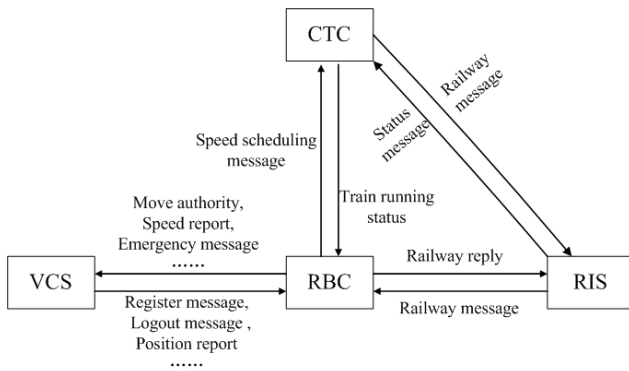 CTC
Railway
message
Status
message
Speed scheduling
message
Train running
status
Move authority,
Speed report,
Emergency message
......
VCS
RBC
Railway reply
RIS
Railway message
Register message,
Logout message ,
Position report
......